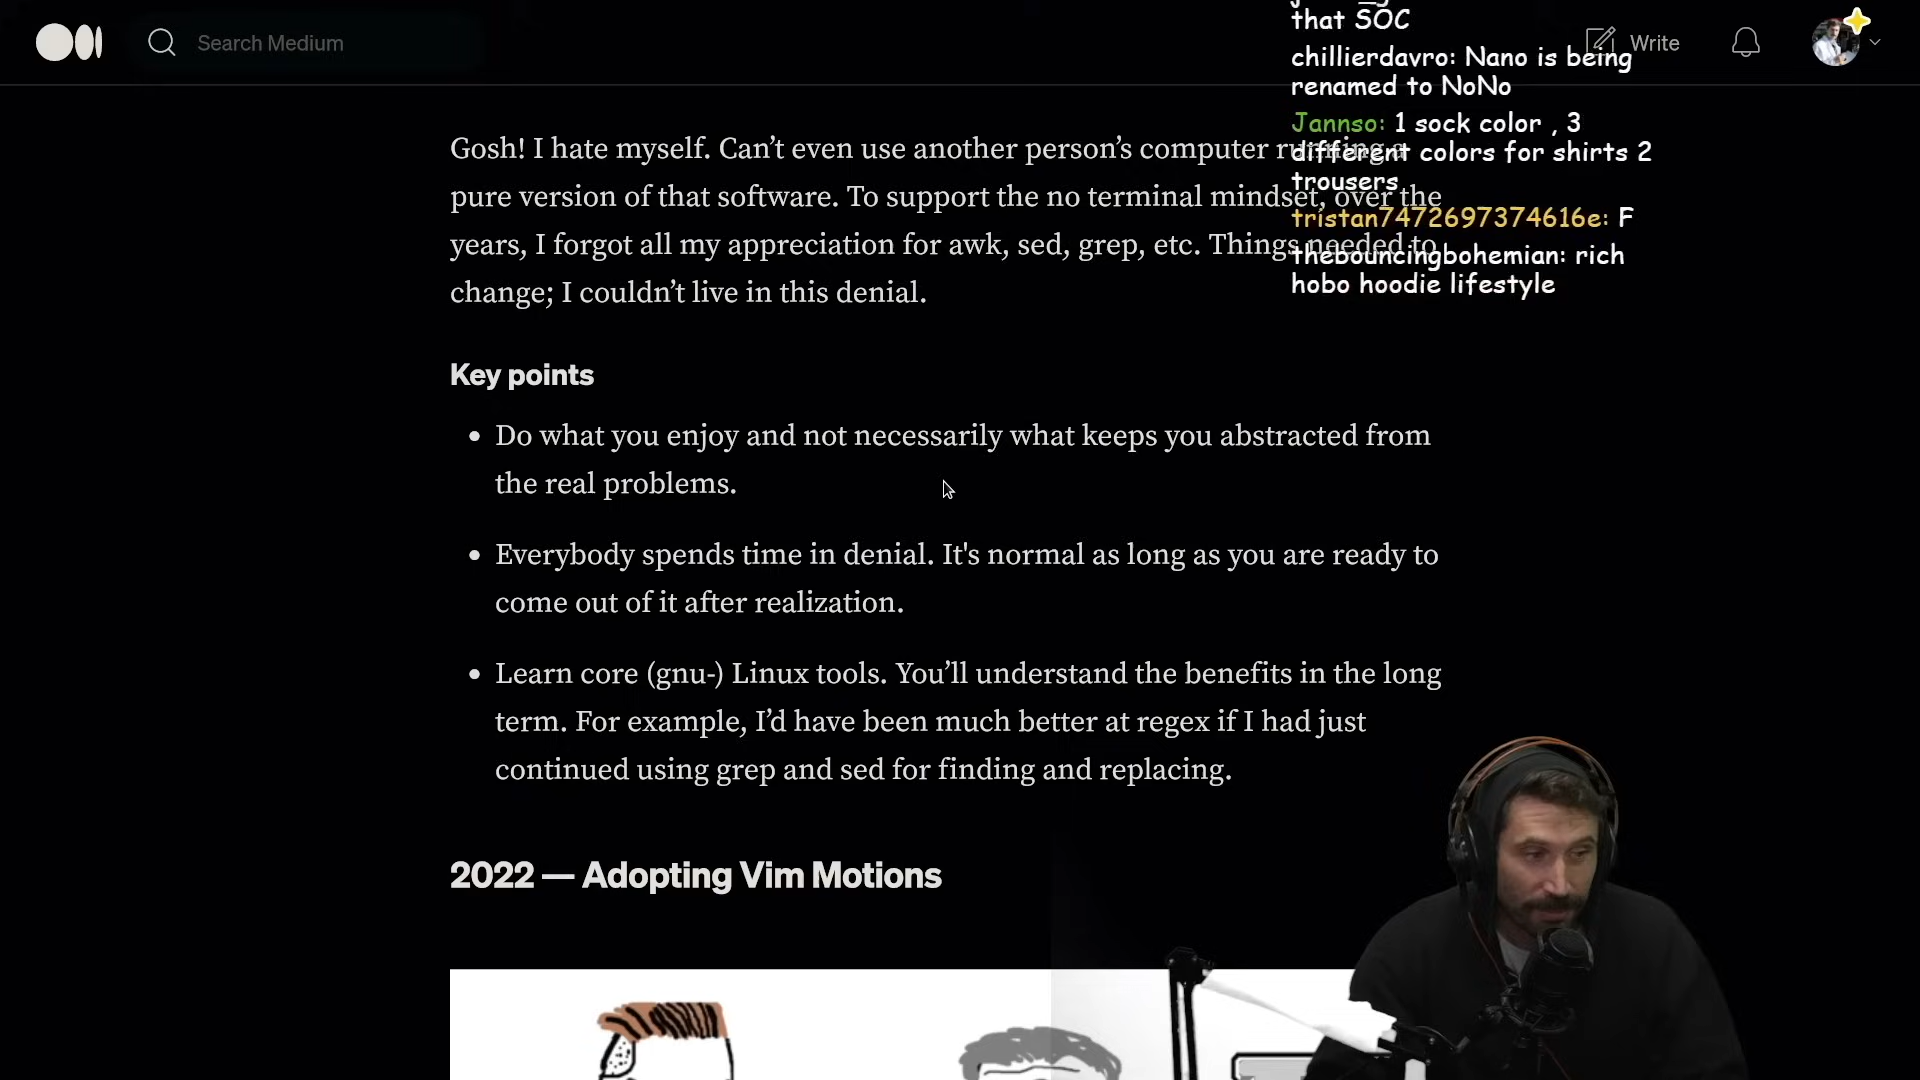 Search Medium
Write
that SOC
chillierdavro: Nano is being
renamed to NoNo
Jannso: 1 sock color , 3
different colors for shirts 2
trousers
tristan7472697374616e: F
thebouncingbohemian: rich
hobo hoodie lifestyle
Gosh! I hate myself. Can’t even use another person’s computer running a
pure version of that software. To support the no terminal mindset, over the
years, I forgot all my appreciation for awk, sed, grep, etc. Things needed to
change; I couldn’t live in this denial.
Key points
• Do what you enjoy and not necessarily what keeps you abstracted from
the real problems.
• Everybody spends time in denial. It's normal as long as you are ready to
come out of it after realization.
• Learn core (gnu-) Linux tools. You’ll understand the benefits in the long
term. For example, I’d have been much better at regex if I had just
continued using grep and sed for finding and replacing.
2022 — Adopting Vim Motions